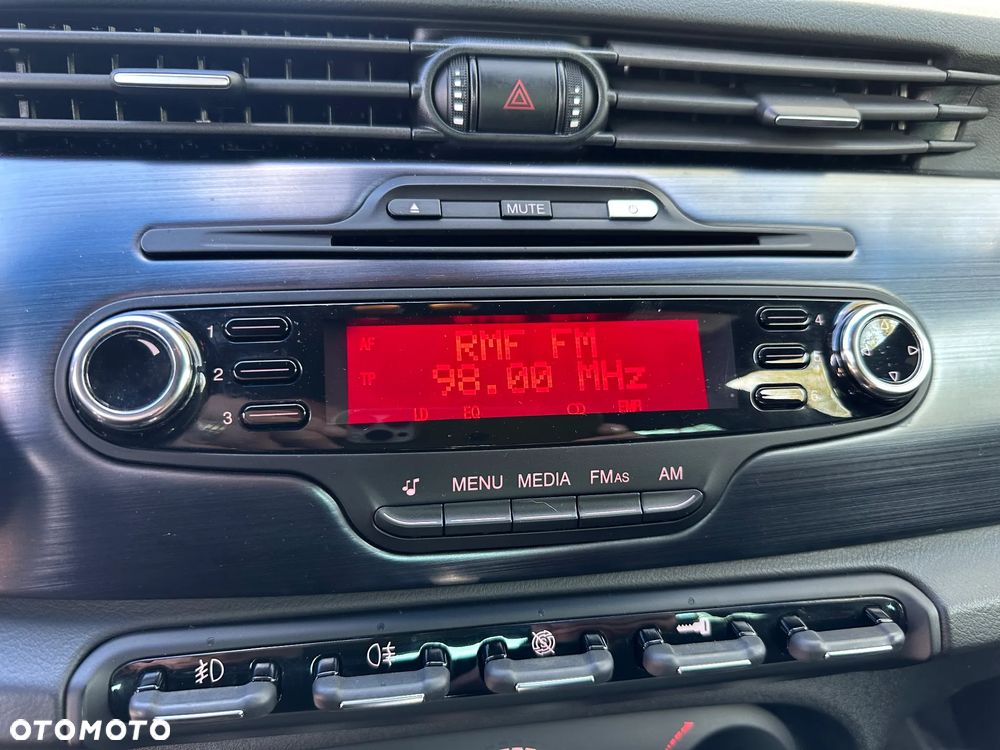 MUTE
1
2
3
AF
RMF FM
TP
98.00 MHz
LD EQ
4
5
6
MENU MEDIA FMAS AM
OTOMOTO